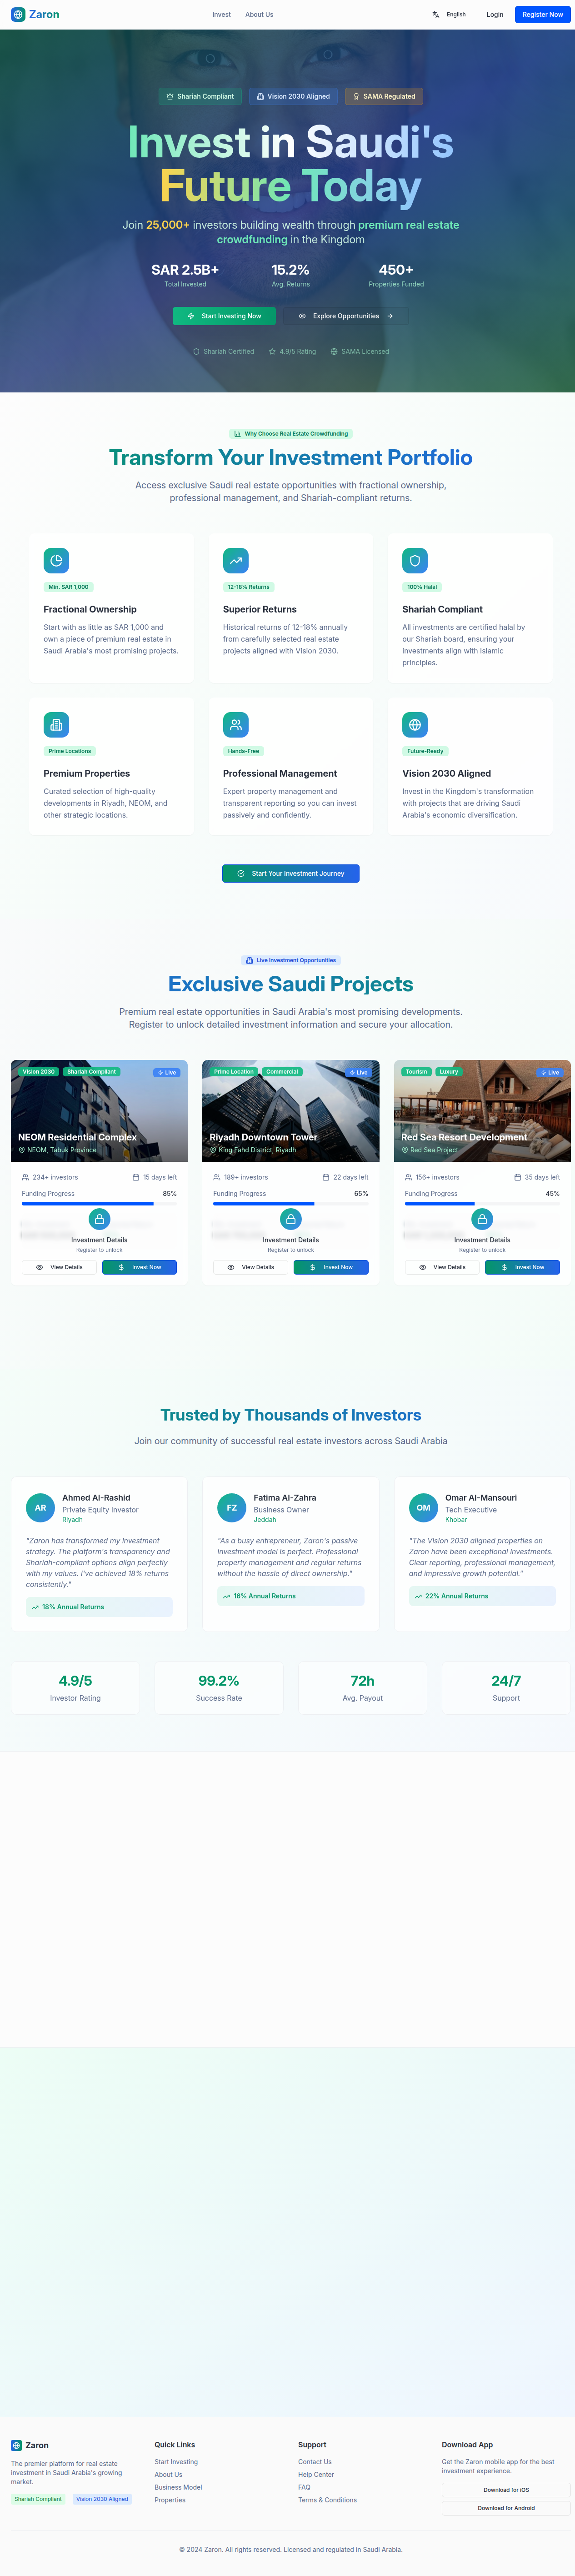 Zaron
Invest
About Us
English
Login
Register Now
Shariah Compliant
Vision 2030 Aligned
SAMA Regulated
Invest in Saudi's
Future Today
Join 25,000+ investors building wealth through premium real estate
crowdfunding in the Kingdom
SAR 2.5B+
Total Invested
15.2%
Avg. Returns
450+
Properties Funded
Start Investing Now
Explore Opportunities
Shariah Certified
4.9/5 Rating
SAMA Licensed
Why Choose Real Estate Crowdfunding
Transform Your Investment Portfolio
Access exclusive Saudi real estate opportunities with fractional ownership,
professional management, and Shariah-compliant returns.
Min. SAR 1,000
Fractional Ownership
Start with as little as SAR 1,000 and
own a piece of premium real estate in
Saudi Arabia's most promising projects.
12-18% Returns
Superior Returns
Historical returns of 12-18% annually
from carefully selected real estate
projects aligned with Vision 2030.
100% Halal
Shariah Compliant
All investments are certified halal by
our Shariah board, ensuring your
investments align with Islamic
principles.
Prime Locations
Premium Properties
Curated selection of high-quality
developments in Riyadh, NEOM, and
other strategic locations.
Hands-Free
Professional Management
Expert property management and
transparent reporting so you can invest
passively and confidently.
Future-Ready
Vision 2030 Aligned
Invest in the Kingdom's transformation
with projects that are driving Saudi
Arabia's economic diversification.
Start Your Investment Journey
Live Investment Opportunities
Exclusive Saudi Projects
Premium real estate opportunities in Saudi Arabia's most promising developments.
Register to unlock detailed investment information and secure your allocation.
Vision 2030
Shariah Compliant
Live
NEOM Residential Complex
NEOM, Tabuk Province
234+ investors
15 days left
Funding Progress
85%
Investment Details
Register to unlock
View Details
Invest Now
Prime Location
Commercial
Live
Riyadh Downtown Tower
King Fahd District, Riyadh
189+ investors
22 days left
Funding Progress
65%
Investment Details
Register to unlock
View Details
Invest Now
Tourism
Luxury
Live
Red Sea Resort Development
Red Sea Project
156+ investors
35 days left
Funding Progress
45%
Investment Details
Register to unlock
View Details
Invest Now
Trusted by Thousands of Investors
Join our community of successful real estate investors across Saudi Arabia
AR
Ahmed Al-Rashid
Private Equity Investor
Riyadh
"Zaron has transformed my investment
strategy. The platform's transparency and
Shariah-compliant options align perfectly
with my values. I've achieved 18% returns
consistently."
18% Annual Returns
FZ
Fatima Al-Zahra
Business Owner
Jeddah
"As a busy entrepreneur, Zaron's passive
investment model is perfect. Professional
property management and regular returns
without the hassle of direct ownership."
16% Annual Returns
OM
Omar Al-Mansouri
Tech Executive
Khobar
"The Vision 2030 aligned properties on
Zaron have been exceptional investments.
Clear reporting, professional management,
and impressive growth potential."
22% Annual Returns
4.9/5
Investor Rating
99.2%
Success Rate
72h
Avg. Payout
24/7
Support
Zaron
The premier platform for real estate
investment in Saudi Arabia's growing
market.
Shariah Compliant
Vision 2030 Aligned
Quick Links
Start Investing
About Us
Business Model
Properties
Support
Contact Us
Help Center
FAQ
Terms & Conditions
Download App
Get the Zaron mobile app for the best
investment experience.
Download for iOS
Download for Android
© 2024 Zaron. All rights reserved. Licensed and regulated in Saudi Arabia.